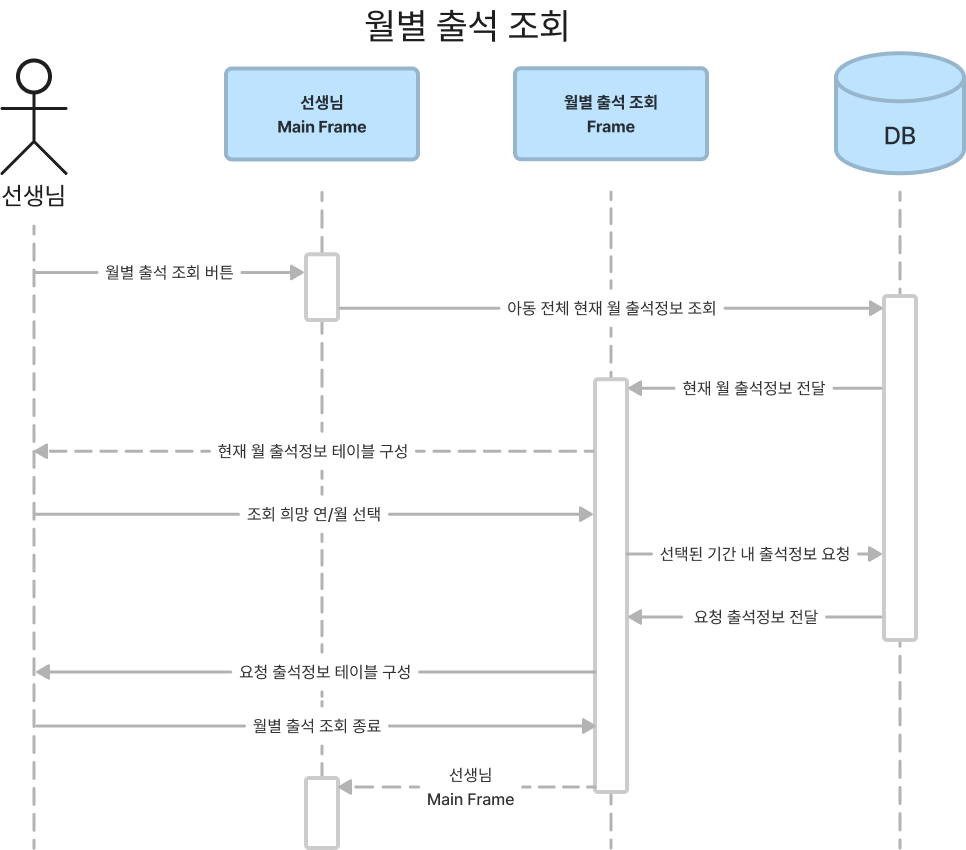 월별 출석 조회
선생님
Main Frame
월별 출석 조회
Frame
DB
선생님
월별 출석 조회 버튼
아동 전체 현재 월 출석정보 조회
현재 월 출석정보 전달
현재 월 출석정보 테이블 구성
조회 희망 연/월 선택
선택된 기간 내 출석정보 요청
요청 출석정보 전달
요청 출석정보 테이블 구성
월별 출석 조회 종료
선생님
Main Frame